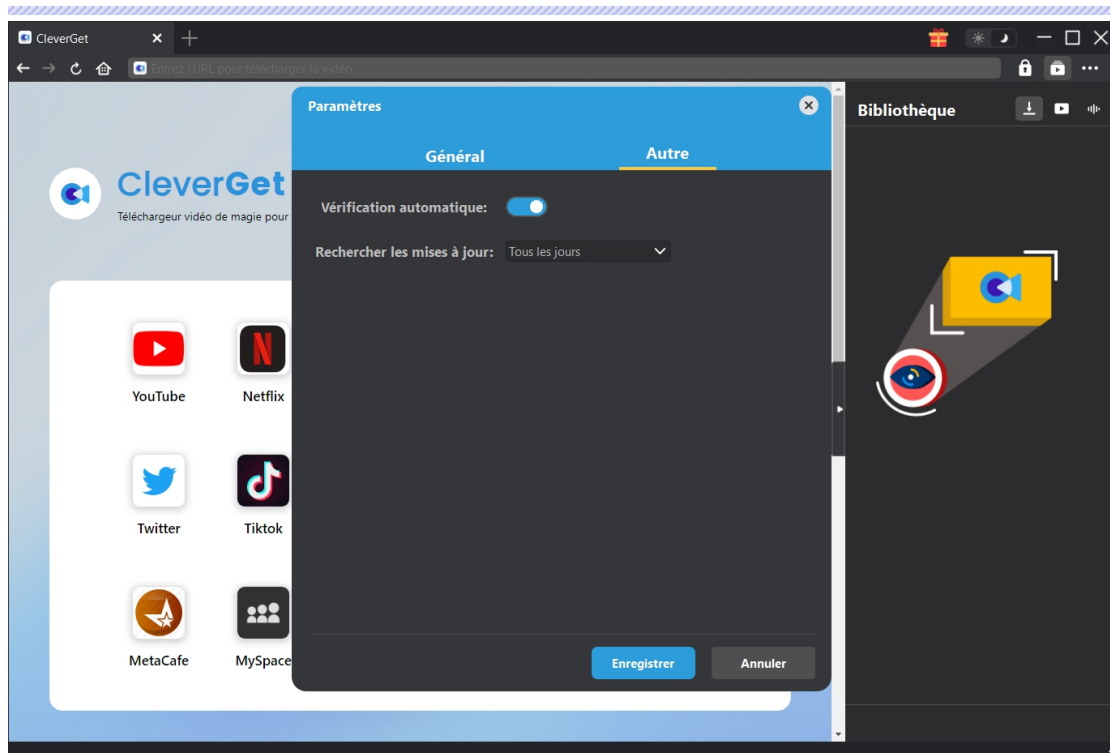 CleverGet
Entrez l'URL pour télécharger la vidéo
Paramètres
Bibliothèque
Général
Autre
CleverGet
Téléchargeur vidéo de magie pour
Vérification automatique:
Rechercher les mises à jour: Tous les jours
YouTube
Netflix
Twitter
Tiktok
MetaCafe
MySpace
Enregistrer
Annuler